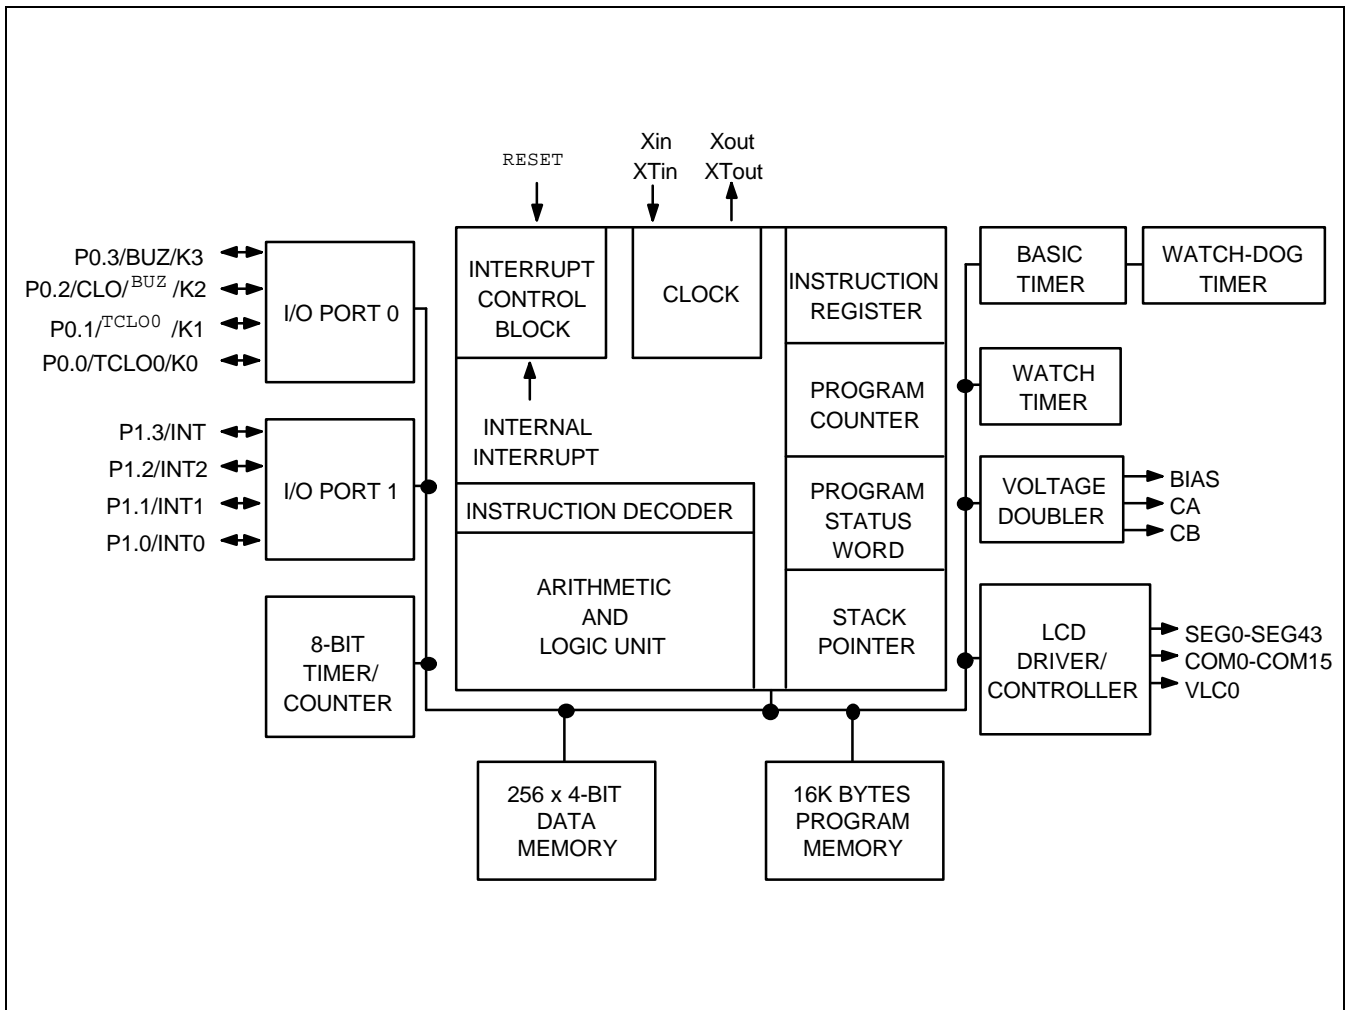 Xin
XTin
Xout
XTout
RESET
P0.3/BUZ/K3
P0.2/CLO/BUZ /K2
P0.1/TCLO0 /K1
P0.0/TCLO0/K0
I/O PORT 0
P1.3/INT
P1.2/INT2
P1.1/INT1
P1.0/INT0
I/O PORT 1
8-BIT
TIMER/
COUNTER
INTERRUPT
CONTROL
BLOCK
CLOCK
INTERNAL
INTERRUPT
INSTRUCTION DECODER
ARITHMETIC
AND
LOGIC UNIT
INSTRUCTION
REGISTER
PROGRAM
COUNTER
PROGRAM
STATUS
WORD
STACK
POINTER
BASIC
TIMER
WATCH-DOG
TIMER
WATCH
TIMER
VOLTAGE
DOUBLER
BIAS
CA
CB
LCD
DRIVER/
CONTROLLER
SEG0-SEG43
COM0-COM15
VLC0
256 x 4-BIT
DATA
MEMORY
16K BYTES
PROGRAM
MEMORY